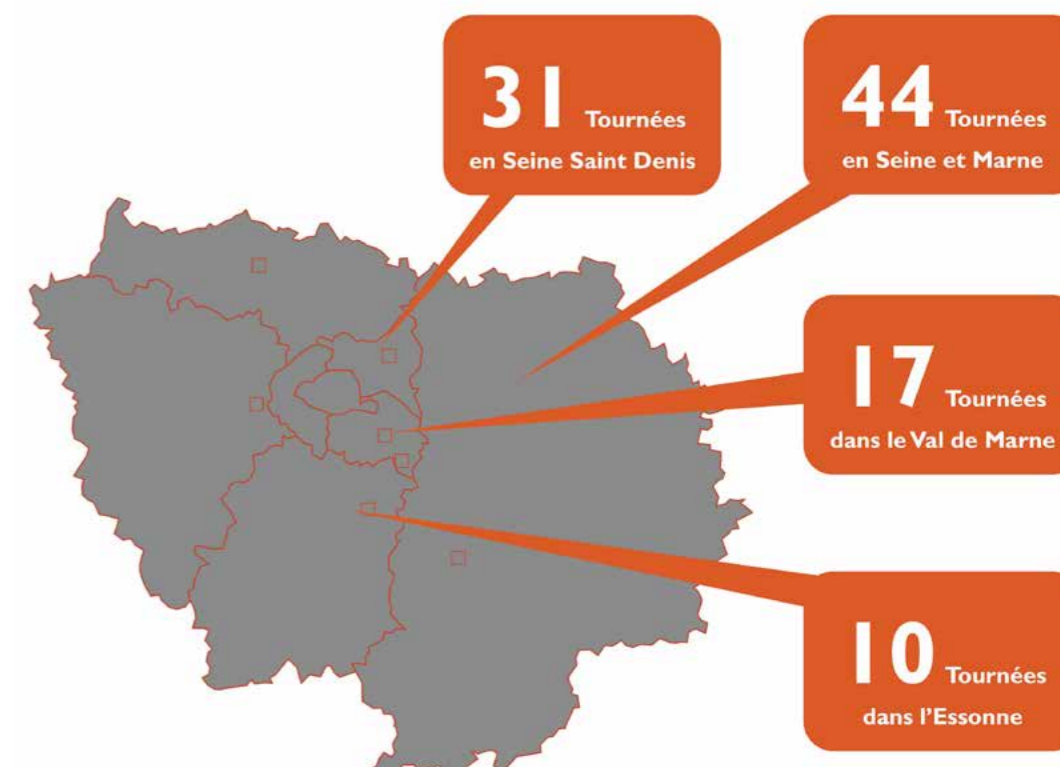 31 Tournées
en Seine Saint Denis
44 Tournées
en Seine et Marne
17 Tournées
dans le Val de Marne
10 Tournées
dans l'Essonne